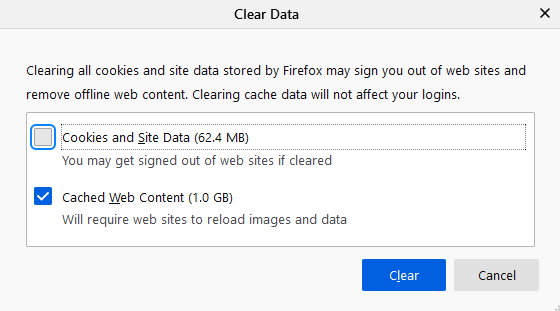 Clear Data
Clearing all cookies and site data stored by Firefox may sign you out of web sites and
remove offline web content. Clearing cache data will not affect your logins.
Cookies and Site Data (62.4 MB)
You may get signed out of web sites if cleared
Cached Web Content (1.0 GB)
Will require web sites to reload images and data
Clear
Cancel